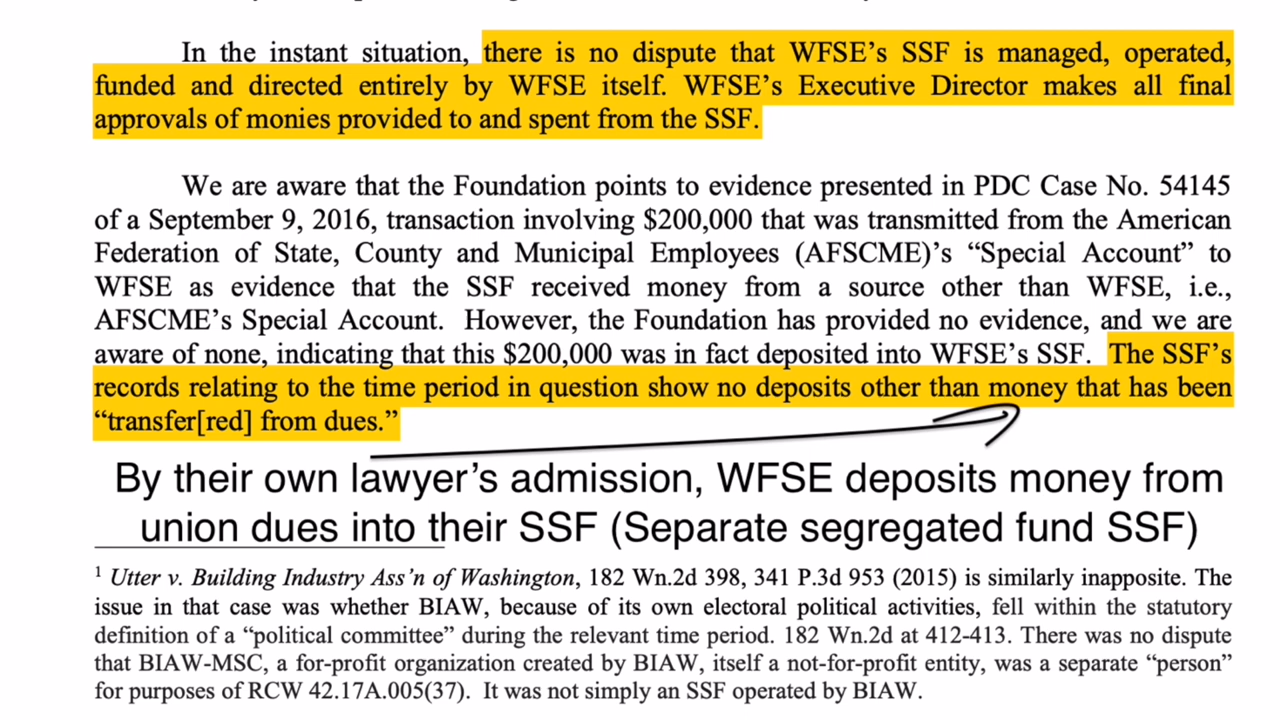 In the instant situation, there is no dispute that WFSE’s SSF is managed, operated,
funded and directed entirely by WFSE itself. WFSE’s Executive Director makes all final
approvals of monies provided to and spent from the SSF.
We are aware that the Foundation points to evidence presented in PDC Case No. 54145
of a September 9, 2016, transaction involving $200,000 that was transmitted from the American
Federation of State, County and Municipal Employees (AFSCME)’s “Special Account” to
WFSE as evidence that the SSF received money from a source other than WFSE, i.e.,
AFSCME’s Special Account. However, the Foundation has provided no evidence, and we are
aware of none, indicating that this $200,000 was in fact deposited into WFSE’s SSF. The SSF’s
records relating to the time period in question show no deposits other than money that has been
“transfer[red] from dues.”
By their own lawyer’s admission, WFSE deposits money from
union dues into their SSF (Separate segregated fund SSF)
1 Utter v. Building Industry Ass’n of Washington, 182 Wn.2d 398, 341 P.3d 953 (2015) is similarly inapposite. The
issue in that case was whether BIAW, because of its own electoral political activities, fell within the statutory
definition of a “political committee” during the relevant time period. 182 Wn.2d at 412-413. There was no dispute
that BIAW-MSC, a for-profit organization created by BIAW, itself a not-for-profit entity, was a separate “person”
for purposes of RCW 42.17A.005(37). It was not simply an SSF operated by BIAW.